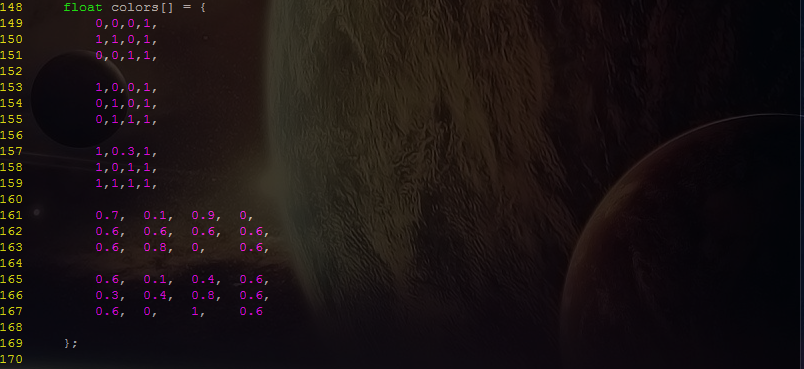 148 float colors[] = {
149 0,0,0,1,
150 1,1,0,1,
151 0,0,1,1,
152
153 1,0,0,1,
154 0,1,0,1,
155 0,1,1,1,
156
157 1,0.3,1,
158 1,0,1,1,
159 1,1,1,1,
160
161 0.7, 0.1, 0.9, 0,
162 0.6, 0.6, 0.6, 0.6,
163 0.6, 0.8, 0, 0.6,
164
165 0.6, 0.1, 0.4, 0.6,
166 0.3, 0.4, 0.8, 0.6,
167 0.6, 0, 1, 0.6
168
169 };
170